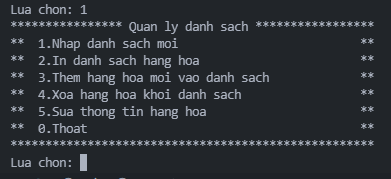 Lua chon: 1
*************** Quan ly danh sach *****************
**  1.Nhap danh sach moi                         **
**  2.In danh sach hang hoa                      **
**  3.Them hang hoa moi vao danh sach            **
**  4.Xoa hang hoa khoi danh sach                **
**  5.Sua thong tin hang hoa                     **
**  0.Thoat                                      **
***************************************************
Lua chon: